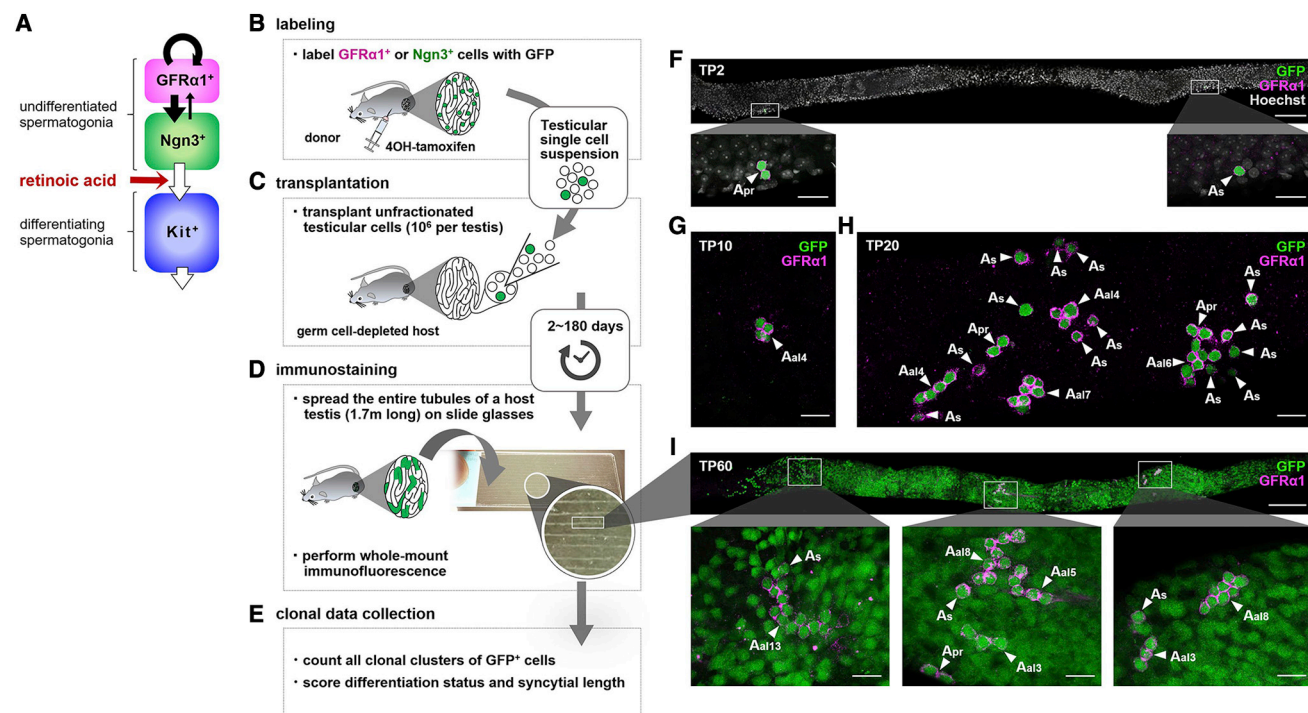 A
GFRα1⁺
undifferentiated
spermatogonia
Ngn3⁺
retinoic acid
differentiating
spermatogonia
Kit⁺
B labeling
· label GFRα1⁺ or Ngn3⁺ cells with GFP
donor
4OH-tamoxifen
Testicular
single cell
suspension
C transplantation
· transplant unfractionated
testicular cells (10⁶ per testis)
germ cell-depleted host
2~180 days
D immunostaining
· spread the entire tubules of a host
testis (1.7m long) on slide glasses
· perform whole-mount
immunofluorescence
E clonal data collection
· count all clonal clusters of GFP⁺ cells
· score differentiation status and syncytial length
F
TP2
GFP
GFRα1
Hoechst
Apr
As
G
TP10
GFP
GFRα1
Aal4
H
TP20
GFP
GFRα1
As
As
As
As
Aal4
As
As
Apr
As
Aal4
As
Aal7
As
Apr
As
As
Aal6
As
As
I
TP60
GFP
GFRα1
As
Aal13
Aal8
Aal5
As
Apr
Aal3
As
Aal8
Aal3